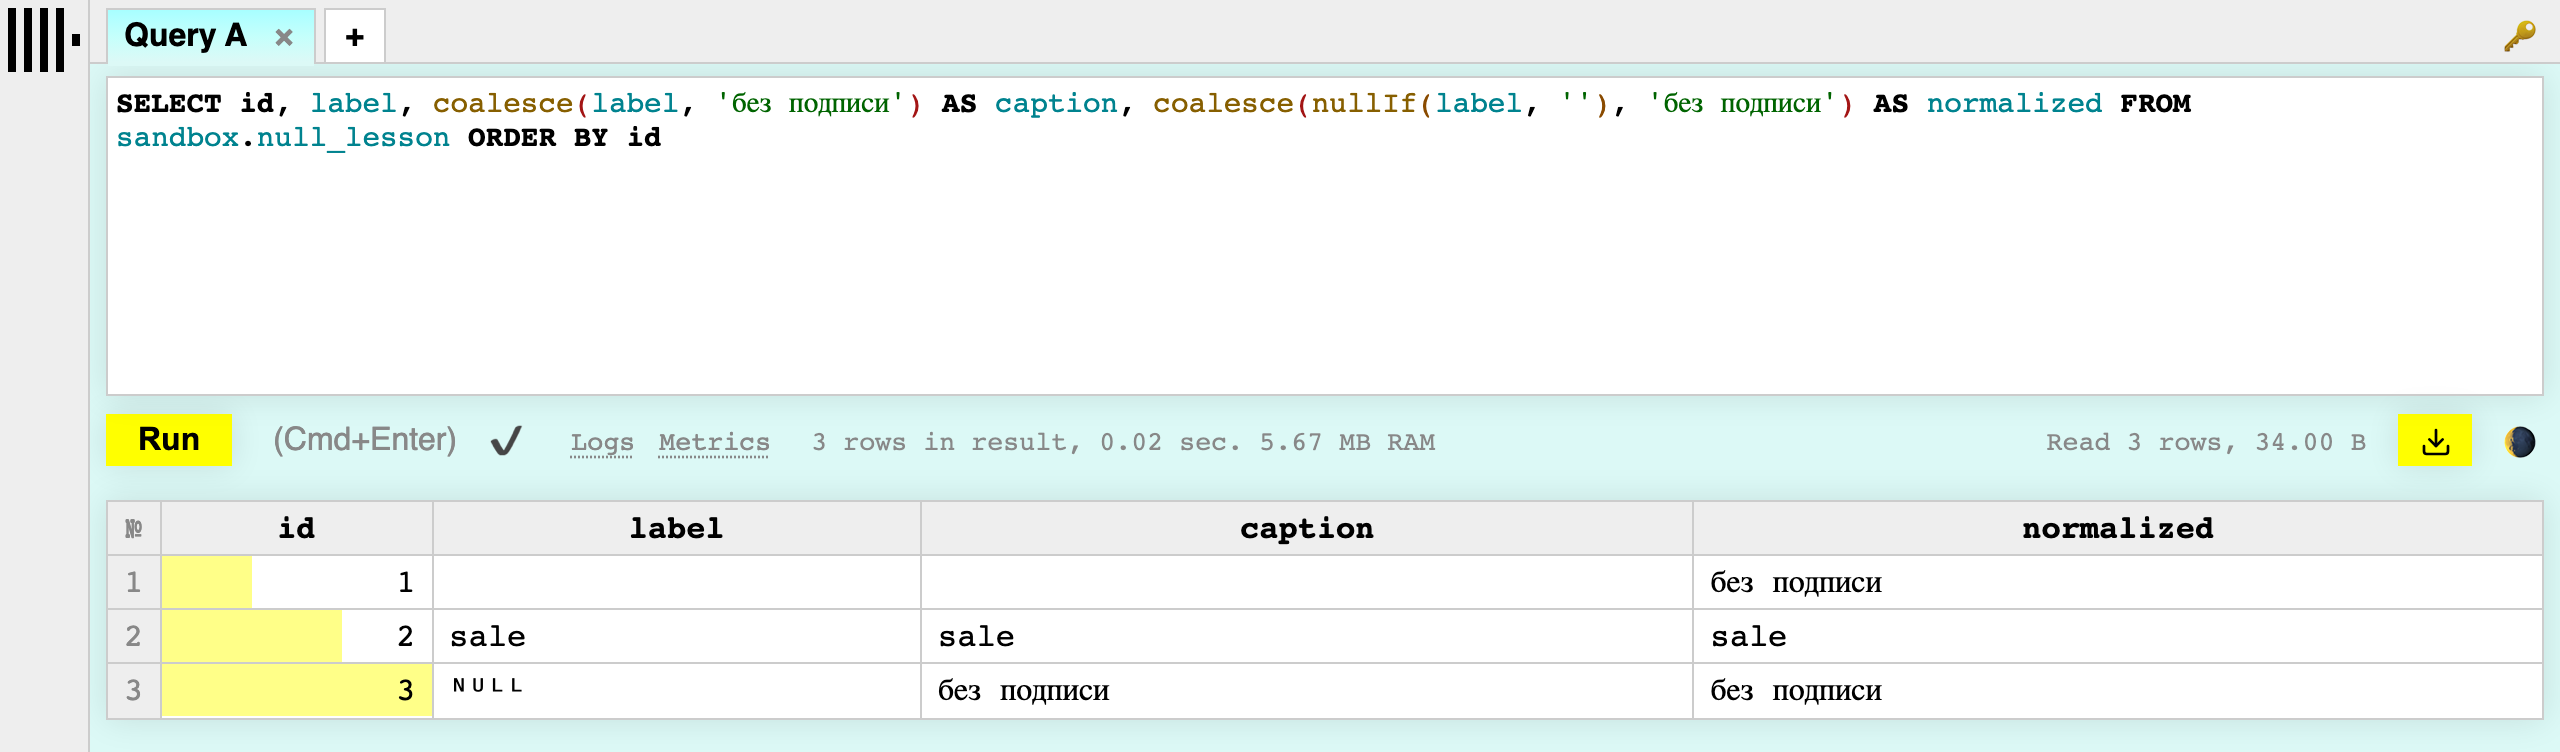 Query A × +
SELECT id, label, coalesce(label, 'без подписи') AS caption, coalesce(nullIf(label, ''), 'без подписи') AS normalized FROM
sandbox.null_lesson ORDER BY id
Run (Cmd+Enter) ✔ Logs Metrics 3 rows in result, 0.02 sec. 5.67 MB RAM Read 3 rows, 34.00 B
№ id label caption normalized
1 1 без подписи
2 2 sale sale sale
3 3 ᴺᵁᴸᴸ без подписи без подписи